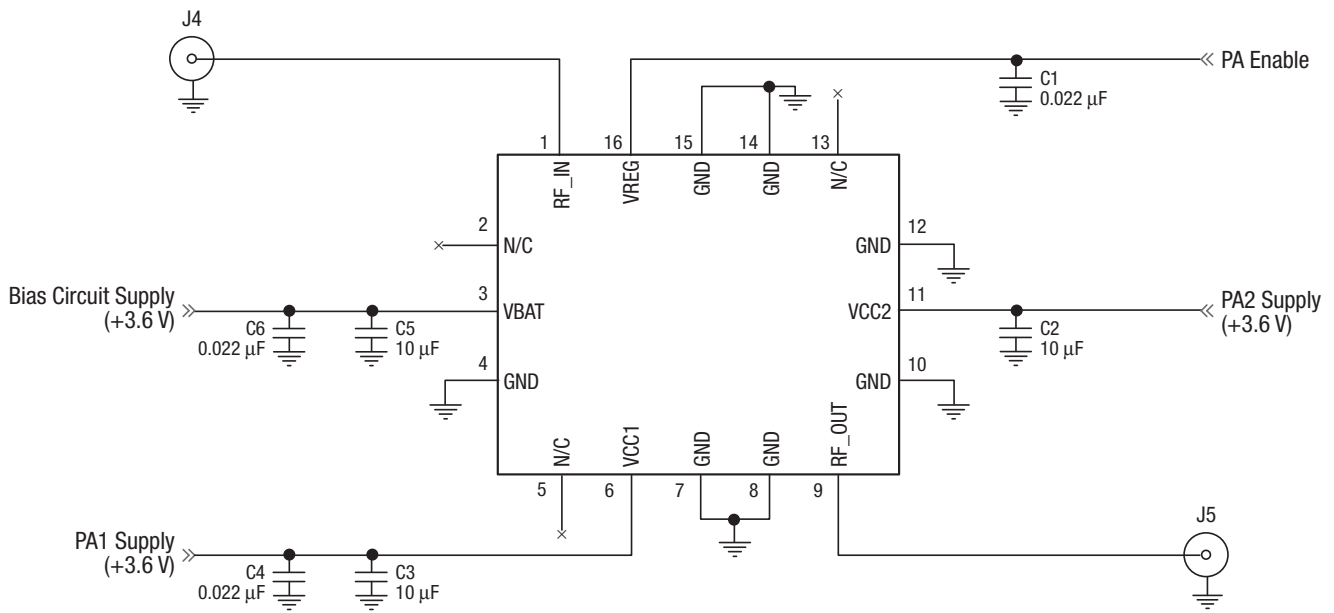 J4
PA Enable
C1
0.022 µF
1
16
15
14
13
RF_IN
VREG
GND
GND
N/C
2
N/C
12
GND
Bias Circuit Supply
(+3.6 V)
3
VBAT
11
VCC2
PA2 Supply
(+3.6 V)
C6
0.022 µF
C5
10 µF
C2
10 µF
4
GND
10
GND
N/C
VCC1
GND
GND
RF_OUT
5
6
7
8
9
J5
PA1 Supply
(+3.6 V)
C4
0.022 µF
C3
10 µF